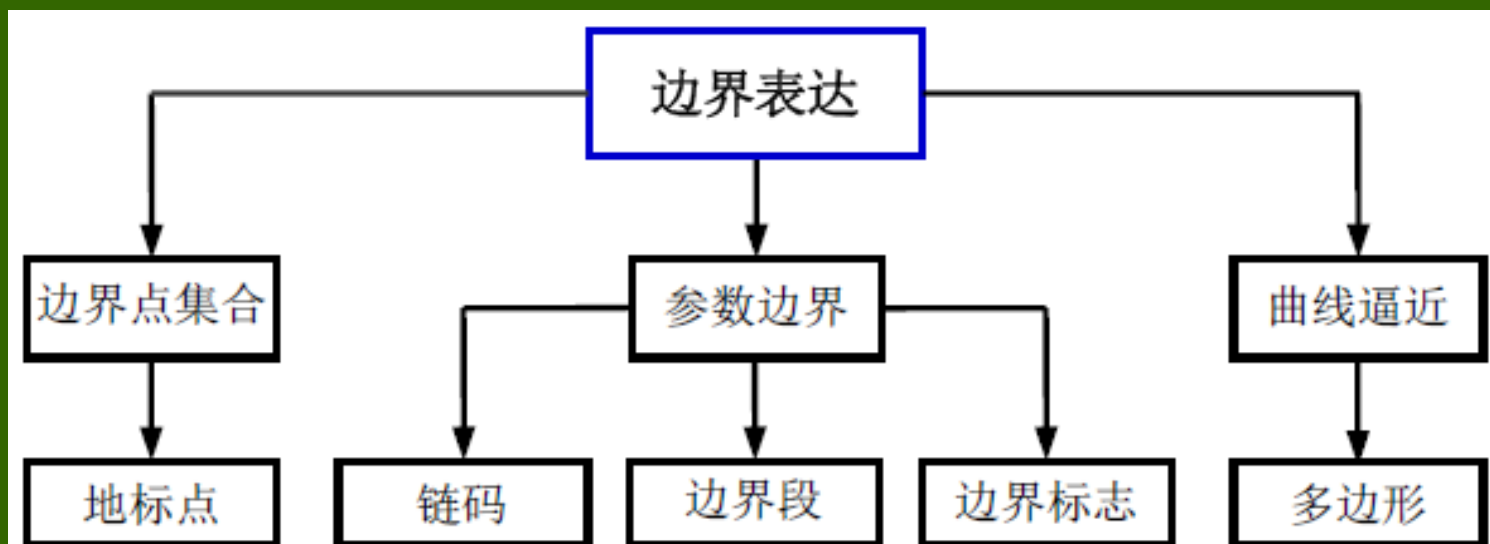 边界表达
边界点集合
参数边界
曲线逼近
地标点
链码
边界段
边界标志
多边形